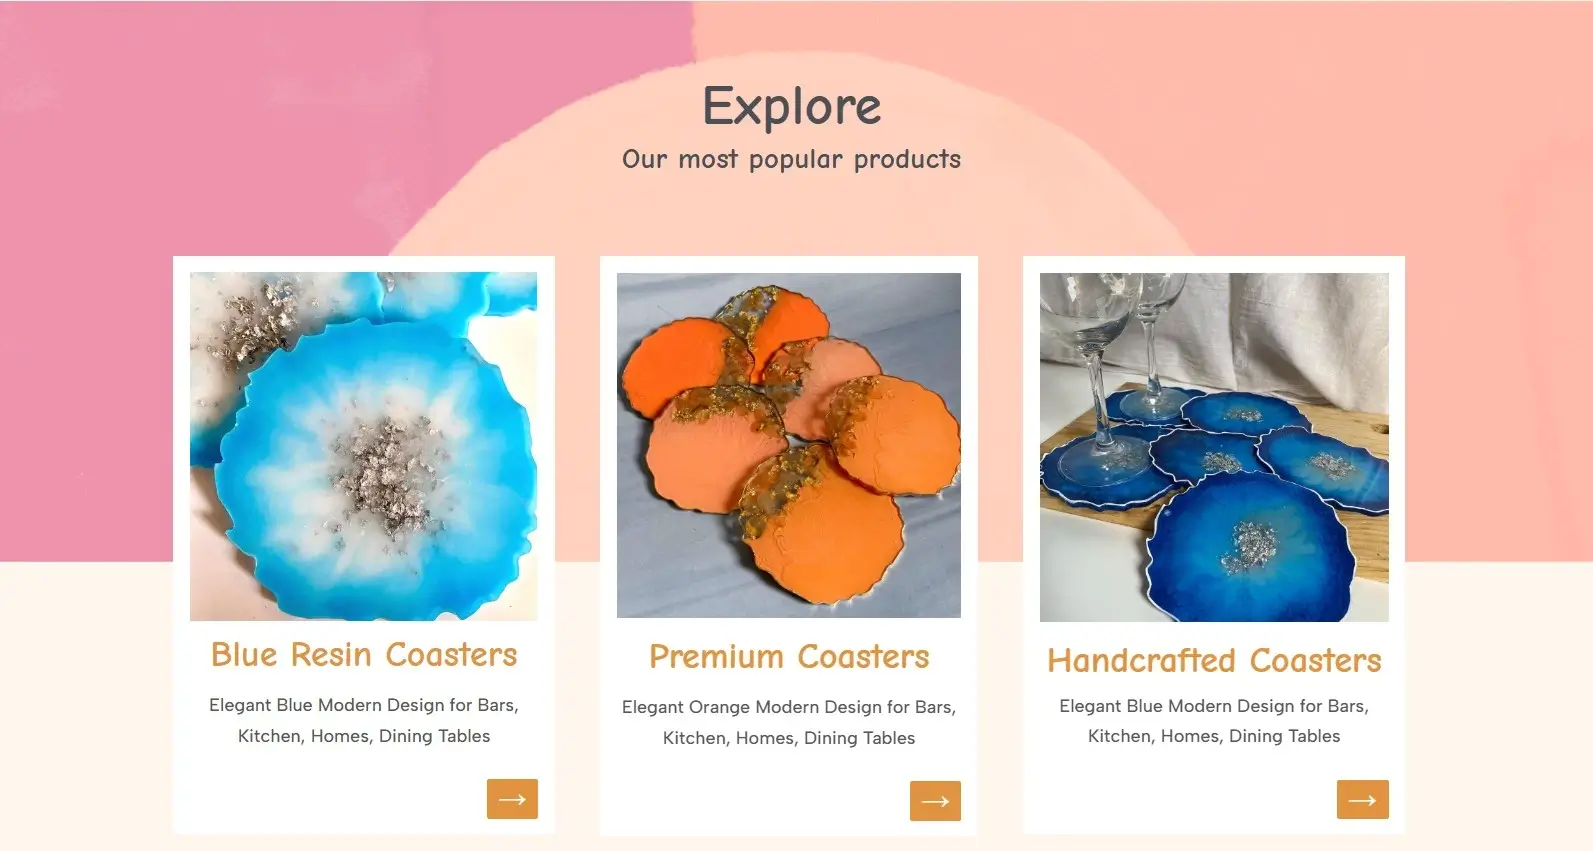 Explore
Our most popular products
Blue Resin Coasters
Elegant Blue Modern Design for Bars,
Kitchen, Homes, Dining Tables
→
Premium Coasters
Elegant Orange Modern Design for Bars,
Kitchen, Homes, Dining Tables
→
Handcrafted Coasters
Elegant Blue Modern Design for Bars,
Kitchen, Homes, Dining Tables
→